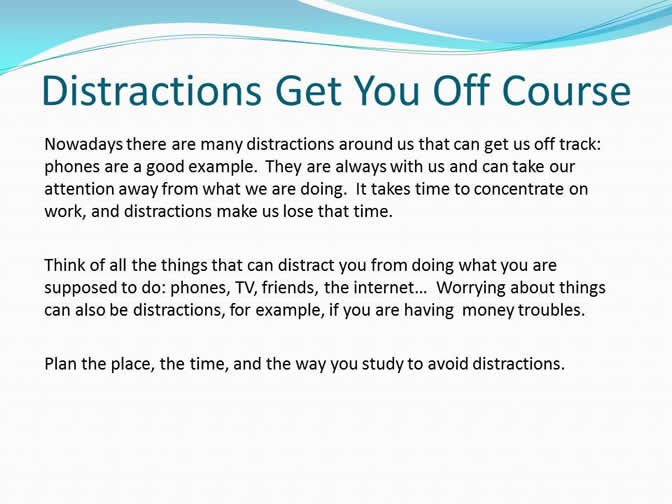 Distractions Get You Off Course
Nowadays there are many distractions around us that can get us off track:
phones are a good example.  They are always with us and can take our
attention away from what we are doing.  It takes time to concentrate on
work, and distractions make us lose that time.
Think of all the things that can distract you from doing what you are
supposed to do: phones, TV, friends, the internet…  Worrying about things
can also be distractions, for example, if you are having  money troubles.
Plan the place, the time, and the way you study to avoid distractions.